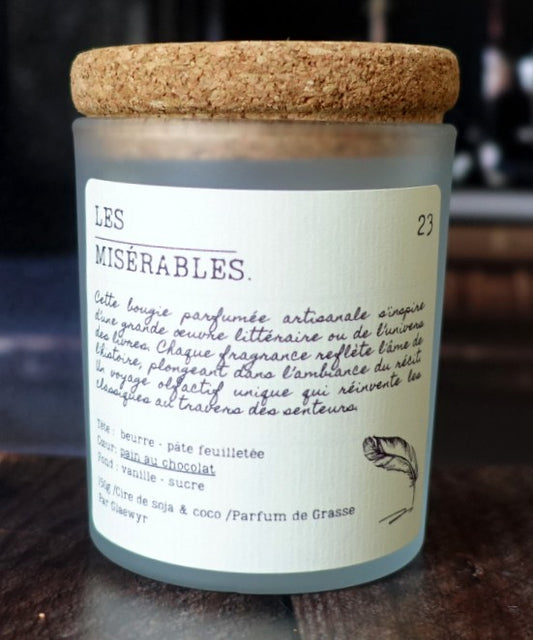 LES
23
MISÉRABLES.
Cette bougie parfumée artisanale s'inspire
d'une grande œuvre littéraire ou de l'univers
des livres. Chaque fragrance reflète l'âme de
l'histoire, plongeant dans l'ambiance du récit
Un voyage olfactif unique qui réinvente les
classiques au travers des senteurs.
Tête : beurre - pâte feuilletée
Cœur: pain au chocolat
Fond : vanille - sucre
150g /Cire de soja & coco /Parfum de Grasse
Par Glaewyr